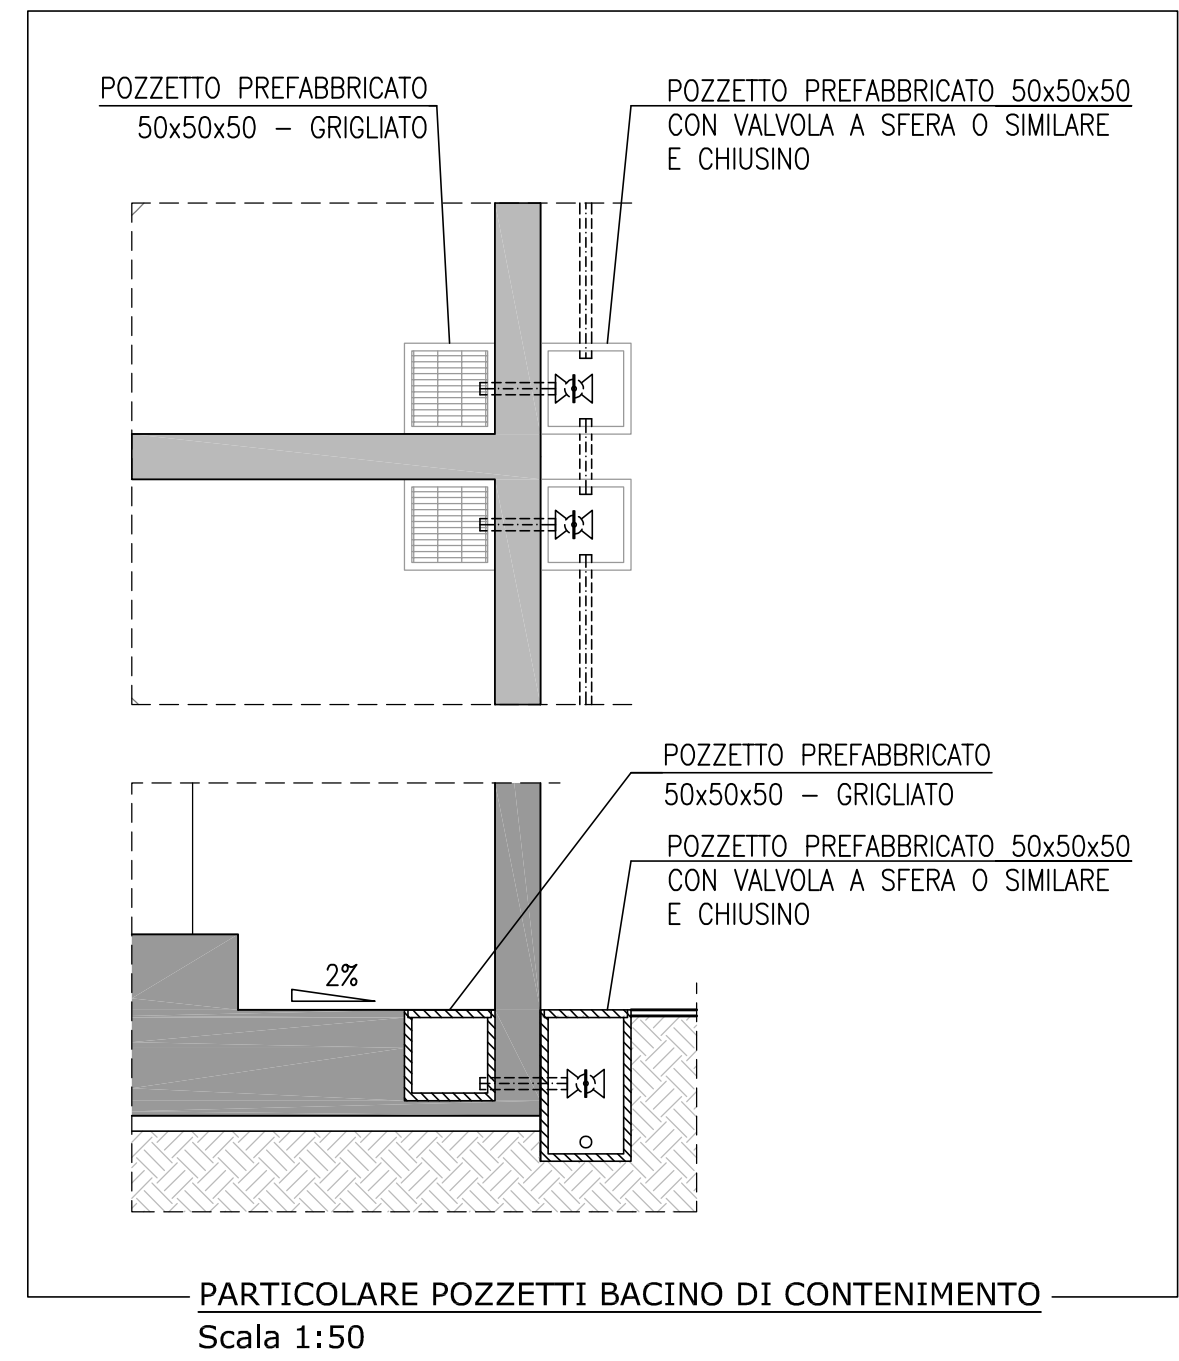 POZZETTO PREFABBRICATO
50x50x50 – GRIGLIATO
POZZETTO PREFABBRICATO 50x50x50
CON VALVOLA A SFERA O SIMILARE
E CHIUSINO
POZZETTO PREFABBRICATO
50x50x50 – GRIGLIATO
POZZETTO PREFABBRICATO 50x50x50
CON VALVOLA A SFERA O SIMILARE
E CHIUSINO
2%
PARTICOLARE POZZETTI BACINO DI CONTENIMENTO
Scala 1:50